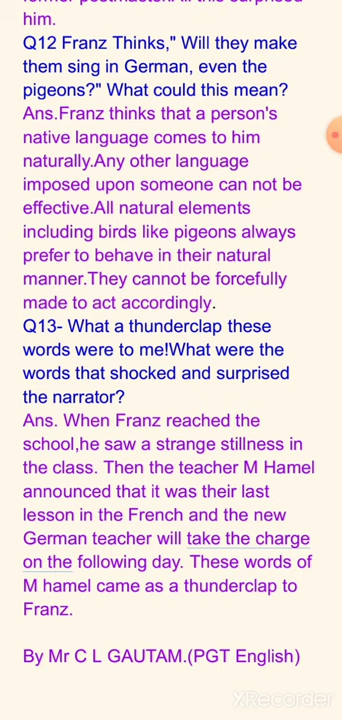 him.
Q12 Franz Thinks," Will they make
them sing in German, even the
pigeons?" What could this mean?
Ans.Franz thinks that a person's
native language comes to him
naturally.Any other language
imposed upon someone can not be
effective.All natural elements
including birds like pigeons always
prefer to behave in their natural
manner.They cannot be forcefully
made to act accordingly.
Q13- What a thunderclap these
words were to me!What were the
words that shocked and surprised
the narrator?
Ans. When Franz reached the
school,he saw a strange stillness in
the class. Then the teacher M Hamel
announced that it was their last
lesson in the French and the new
German teacher will take the charge
on the following day. These words of
M hamel came as a thunderclap to
Franz.
By Mr C L GAUTAM.(PGT English)
XRecorder